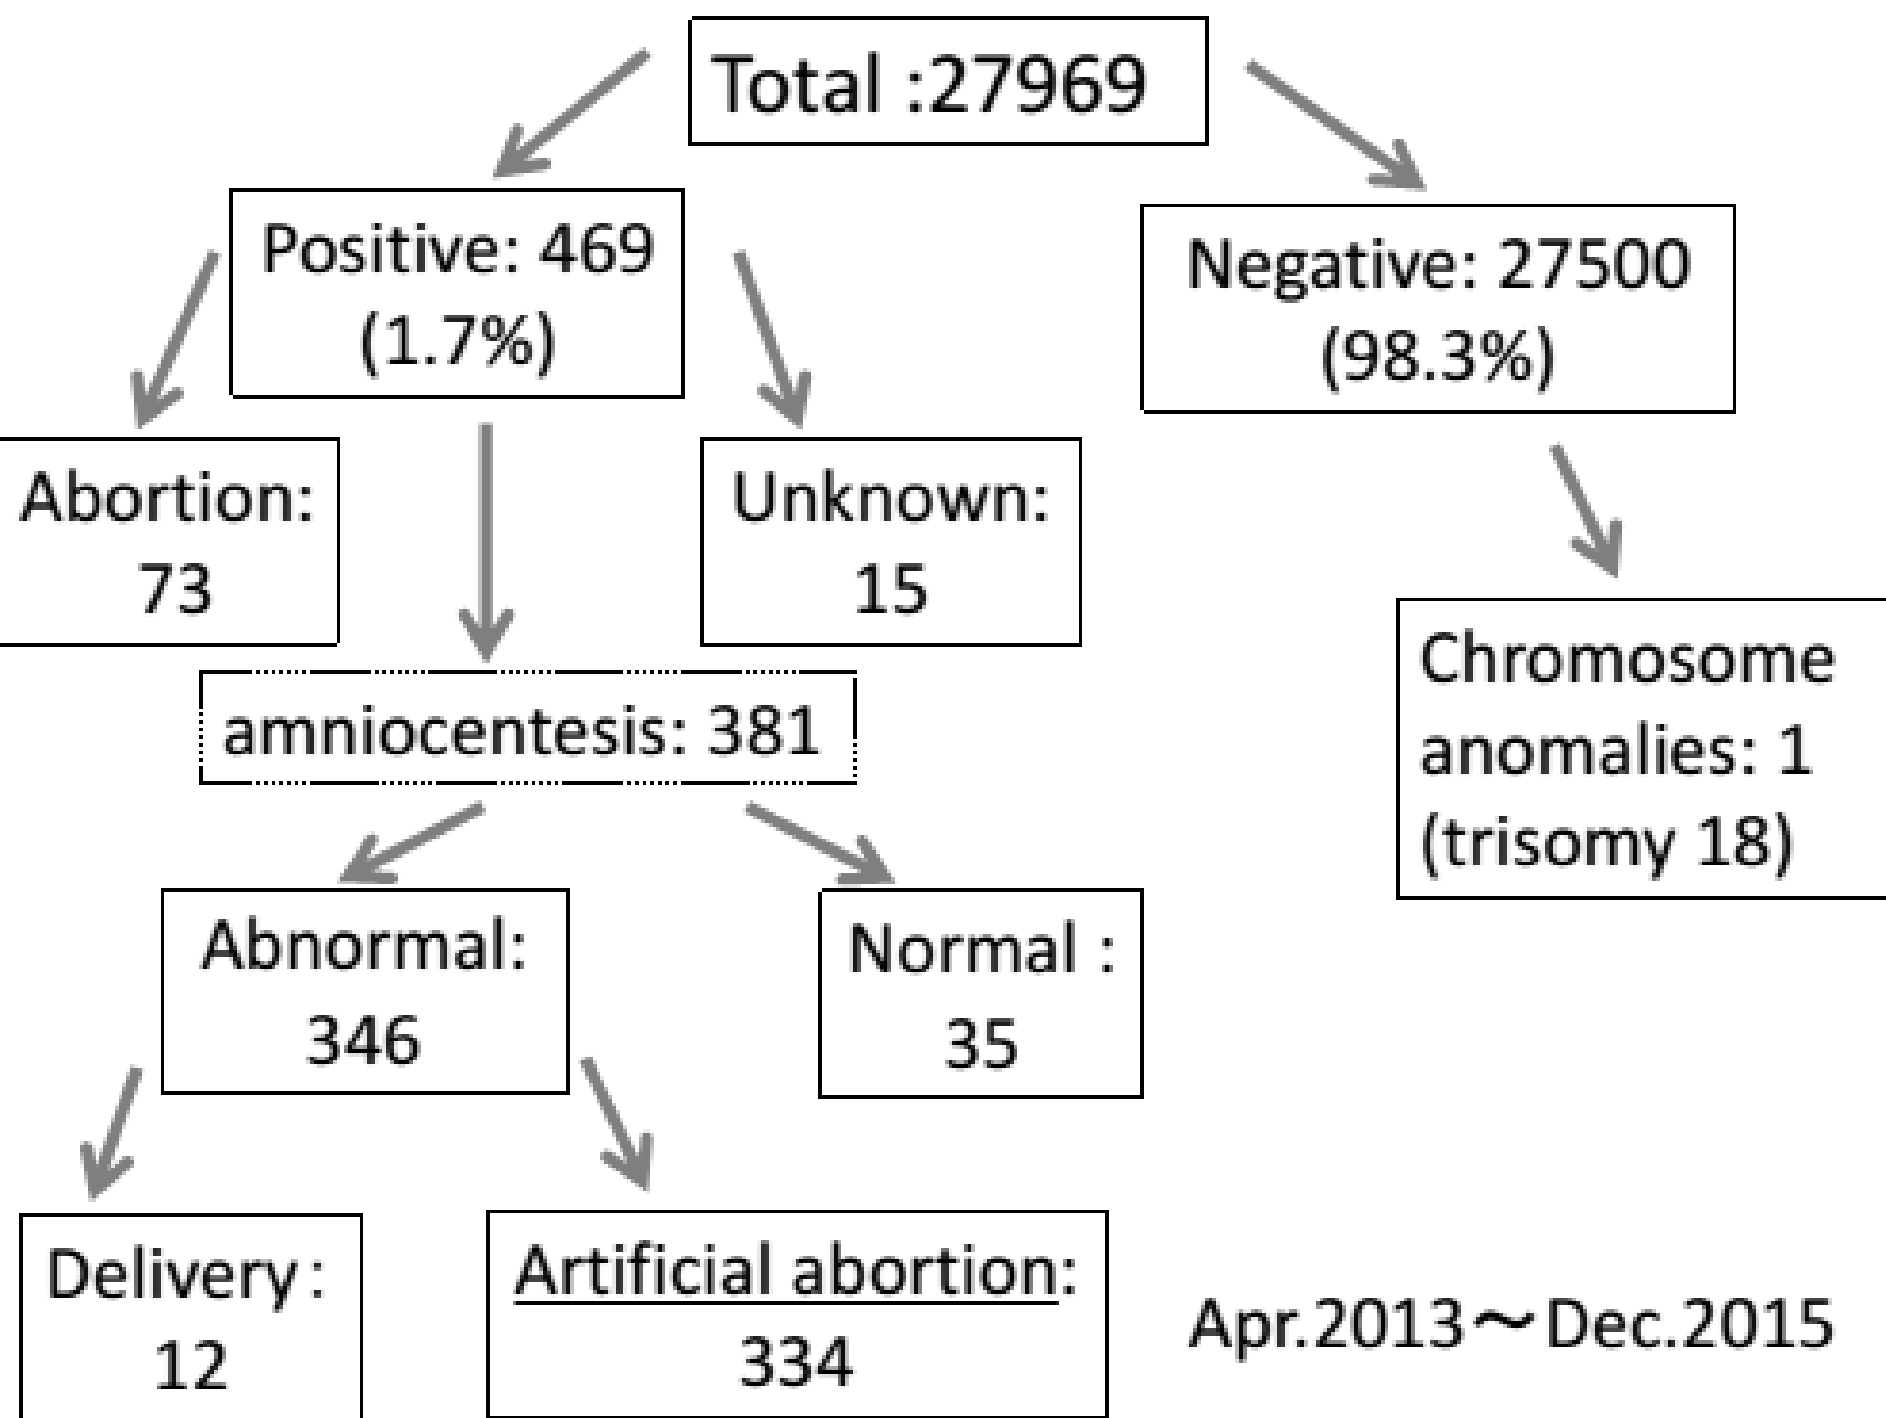 Total :27969
Positive: 469
(1.7%)
Negative: 27500
(98.3%)
Abortion:
73
Unknown:
15
amniocentesis: 381
Chromosome
anomalies: 1
(trisomy 18)
Abnormal:
346
Normal :
35
Delivery :
12
Artificial abortion:
334
Apr.2013～Dec.2015